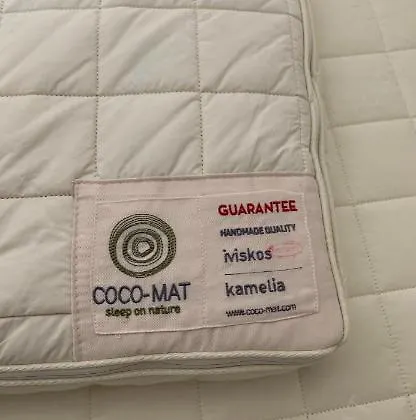 GUARANTEE
HANDMADE QUALITY
iviskos
kamelia
www.coco-mat.com
COCO-MAT
sleep on nature